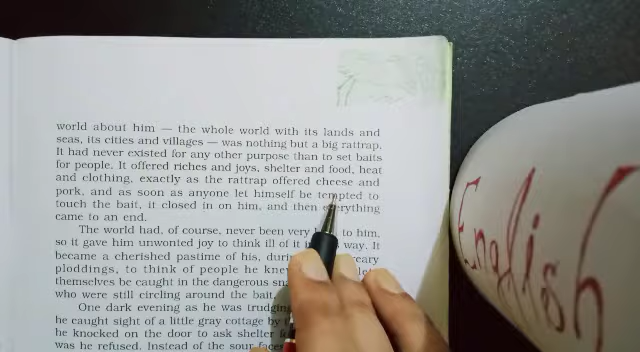 world about him — the whole world with its lands and
seas, its cities and villages — was nothing but a big rattrap.
It had never existed for any other purpose than to set baits
for people. It offered riches and joys, shelter and food, heat
and clothing, exactly as the rattrap offered cheese and
pork, and as soon as anyone let himself be tempted to
touch the bait, it closed in on him, and then everything
came to an end.
The world had, of course, never been very to him,
so it gave him unwonted joy to think ill of it way. It
became a cherished pastime of his, during
ploddings, to think of people he knew
themselves be caught in the dangerous
who were still circling around the bait.
One dark evening as he was trudging
he caught sight of a little gray cottage by
he knocked on the door to ask shelter
was he refused. Instead of the sour
English